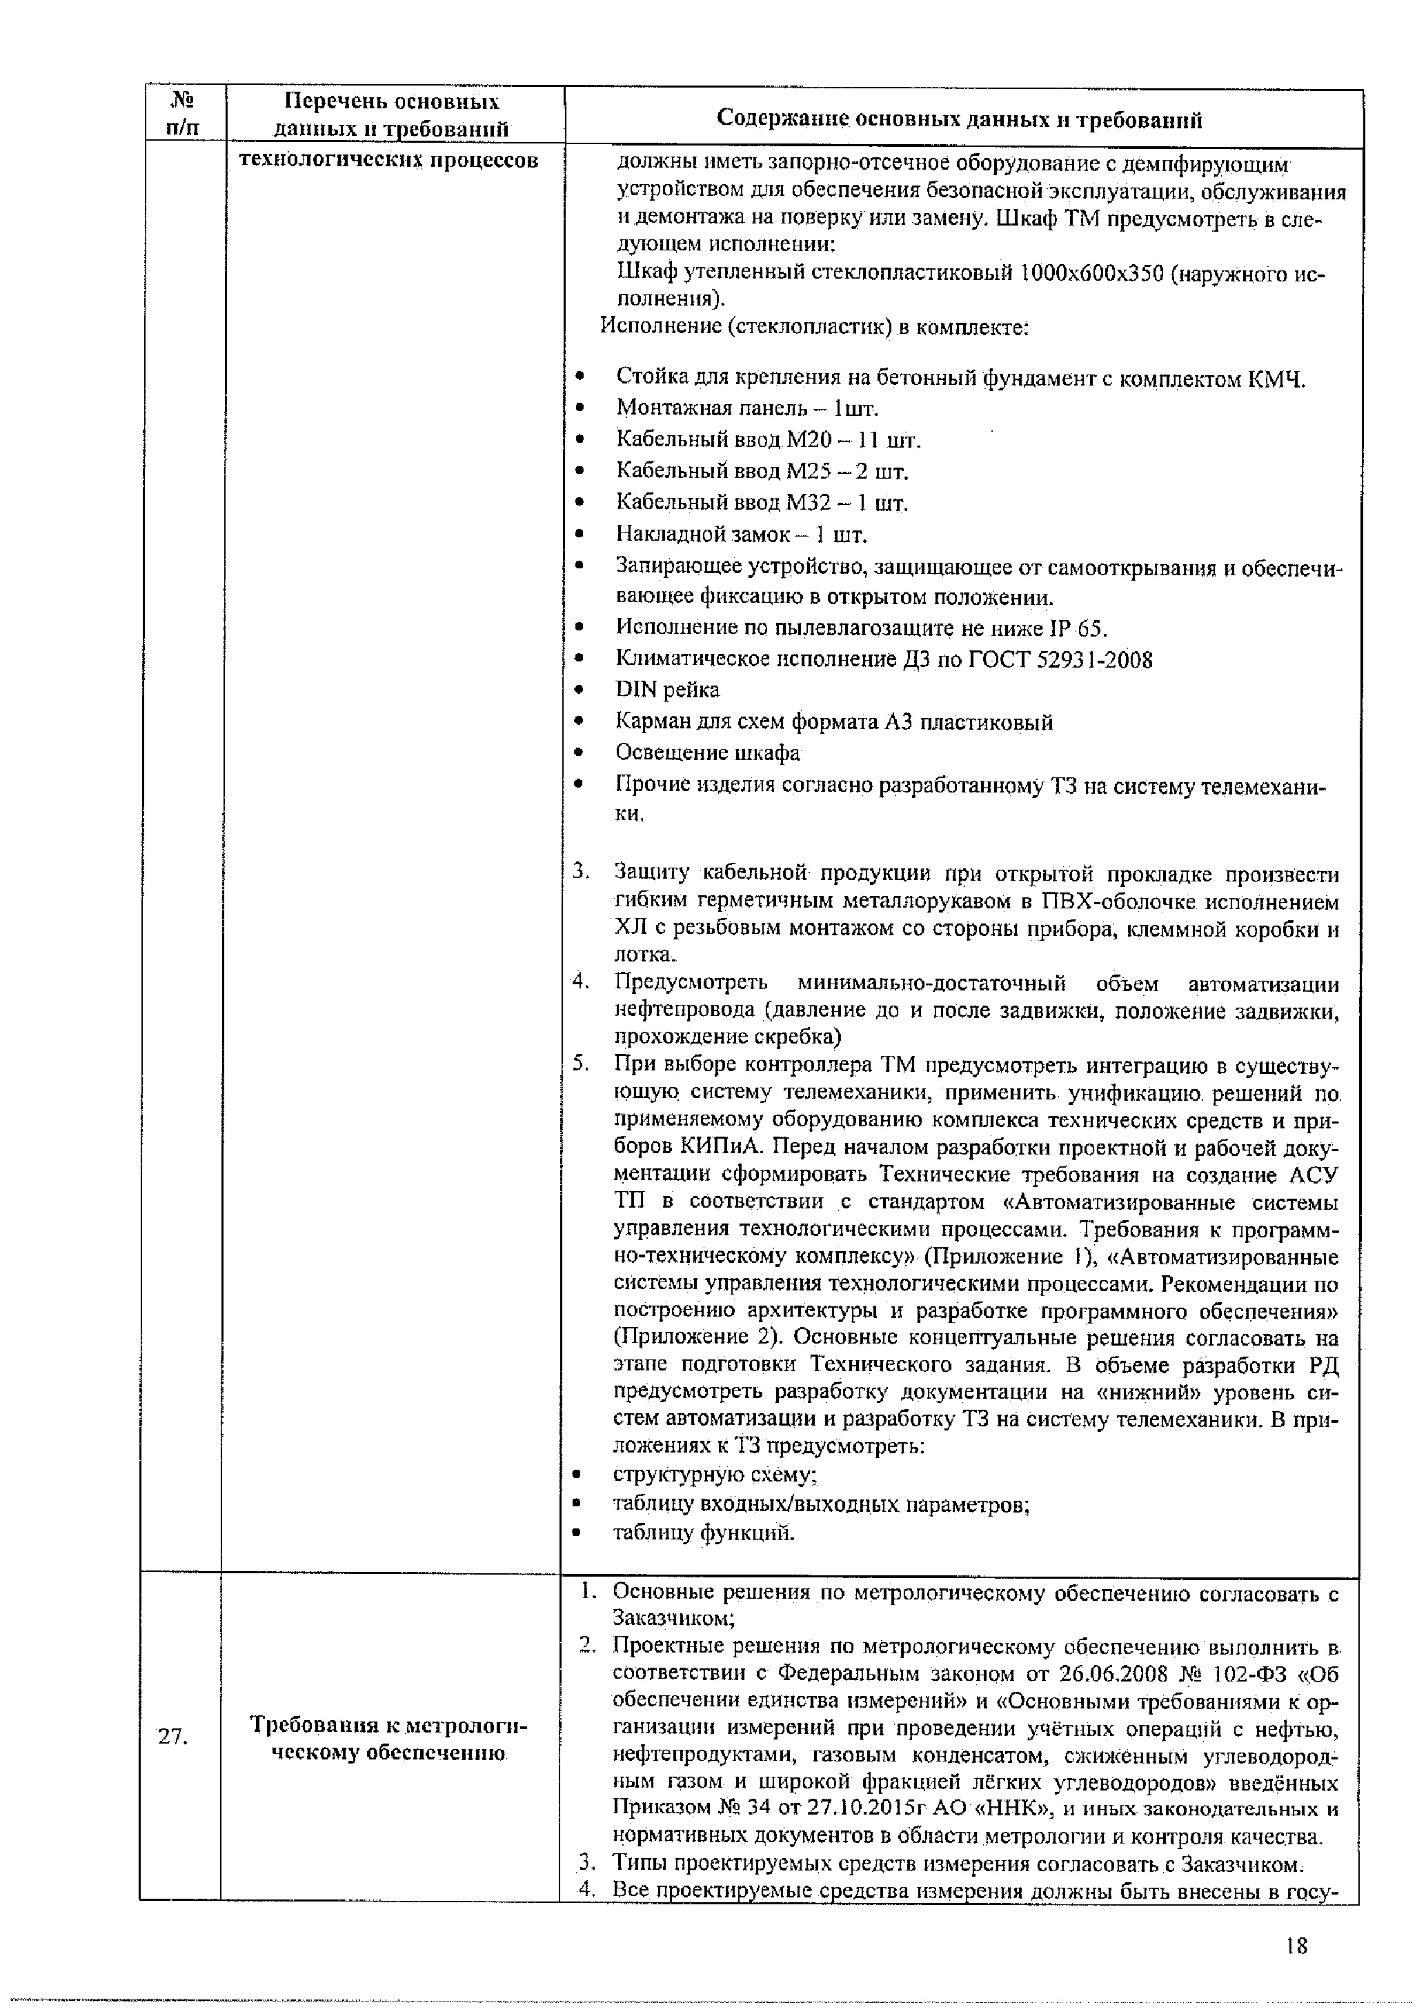 №
п/п
Перечень основных
данных и требований
Содержание основных данных и требований
технологических процессов
должны иметь запорно-отсечное оборудование с демпфирующим
устройством для обеспечения безопасной эксплуатации, обслуживания
и демонтажа на поверку или замену. Шкаф ТМ предусмотреть в сле-
дующем исполнении:
Шкаф утепленный стеклопластиковый 1000х600х350 (наружного ис-
полнения).
Исполнение (стеклопластик) в комплекте:
• Стойка для крепления на бетонный фундамент с комплектом КМЧ.
• Монтажная панель – 1шт.
• Кабельный ввод М20 – 11 шт.
• Кабельный ввод М25 – 2 шт.
• Кабельный ввод М32 – 1 шт.
• Накладной замок – 1 шт.
• Запирающее устройство, защищающее от самооткрывания и обеспечи-
вающее фиксацию в открытом положении.
• Исполнение по пылевлагозащите не ниже IP 65.
• Климатическое исполнение Д3 по ГОСТ 52931-2008
• DIN рейка
• Карман для схем формата А3 пластиковый
• Освещение шкафа
• Прочие изделия согласно разработанному ТЗ на систему телемехани-
ки.
3. Защиту кабельной продукции при открытой прокладке произвести
гибким герметичным металлорукавом в ПВХ-оболочке исполнением
ХЛ с резьбовым монтажом со стороны прибора, клеммной коробки и
лотка.
4. Предусмотреть минимально-достаточный объем автоматизации
нефтепровода (давление до и после задвижки, положение задвижки,
прохождение скребка)
5. При выборе контроллера ТМ предусмотреть интеграцию в существу-
ющую систему телемеханики, применить унификацию решений по
применяемому оборудованию комплекса технических средств и при-
боров КИПиА. Перед началом разработки проектной и рабочей доку-
ментации сформировать Технические требования на создание АСУ
ТП в соответствии с стандартом «Автоматизированные системы
управления технологическими процессами. Требования к программ-
но-техническому комплексу» (Приложение 1), «Автоматизированные
системы управления технологическими процессами. Рекомендации по
построению архитектуры и разработке программного обеспечения»
(Приложение 2). Основные концептуальные решения согласовать на
этапе подготовки Технического задания. В объеме разработки РД
предусмотреть разработку документации на «нижний» уровень си-
стем автоматизации и разработку ТЗ на систему телемеханики. В при-
ложениях к ТЗ предусмотреть:
• структурную схему;
• таблицу входных/выходных параметров;
• таблицу функций.
27.
Требования к метрологи-
ческому обеспечению
1. Основные решения по метрологическому обеспечению согласовать с
Заказчиком;
2. Проектные решения по метрологическому обеспечению выполнить в
соответствии с Федеральным законом от 26.06.2008 № 102-ФЗ «Об
обеспечении единства измерений» и «Основными требованиями к ор-
ганизации измерений при проведении учётных операций с нефтью,
нефтепродуктами, газовым конденсатом, сжиженным углеводород-
ным газом и широкой фракцией лёгких углеводородов» введённых
Приказом № 34 от 27.10.2015г АО «ННК», и иных законодательных и
нормативных документов в области метрологии и контроля качества.
3. Типы проектируемых средств измерения согласовать с Заказчиком.
4. Все проектируемые средства измерения должны быть внесены в госу-
18